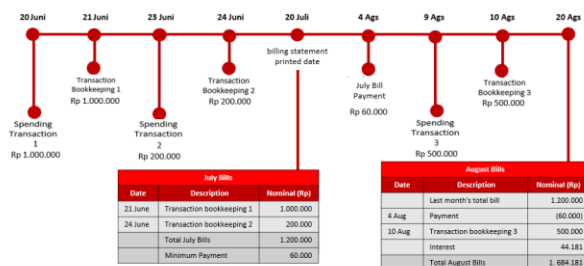 20 Juni 21 Juni 23 Juni 24 Juni 20 Juli 4 Ags 9 Ags 10 Ags 20 Ags
billing statement
printed date
Transaction
Bookkeeping 1
Rp 1.000.000
Transaction
Bookkeeping 2
Rp 200.000
July Bill
Payment
Rp 60.000
Transaction
Bookkeeping 3
Rp 500.000
Spending
Transaction
1
Rp 1.000.000
Spending
Transaction
2
Rp 200.000
Spending
Transaction
3
Rp 500.000
July Bills
Date Description Nominal (Rp)
21 June Transaction bookkeeping 1 1.000.000
24 June Transaction bookkeeping 2 200.000
Total July Bills 1.200.000
Minimum Payment 60.000
August Bills
Date Description Nominal (Rp)
Last month's total bill 1.200.000
4 Aug Payment (60.000)
10 Aug Transaction bookkeeping 3 500.000
Interest 44.181
Total August Bills 1. 684.181